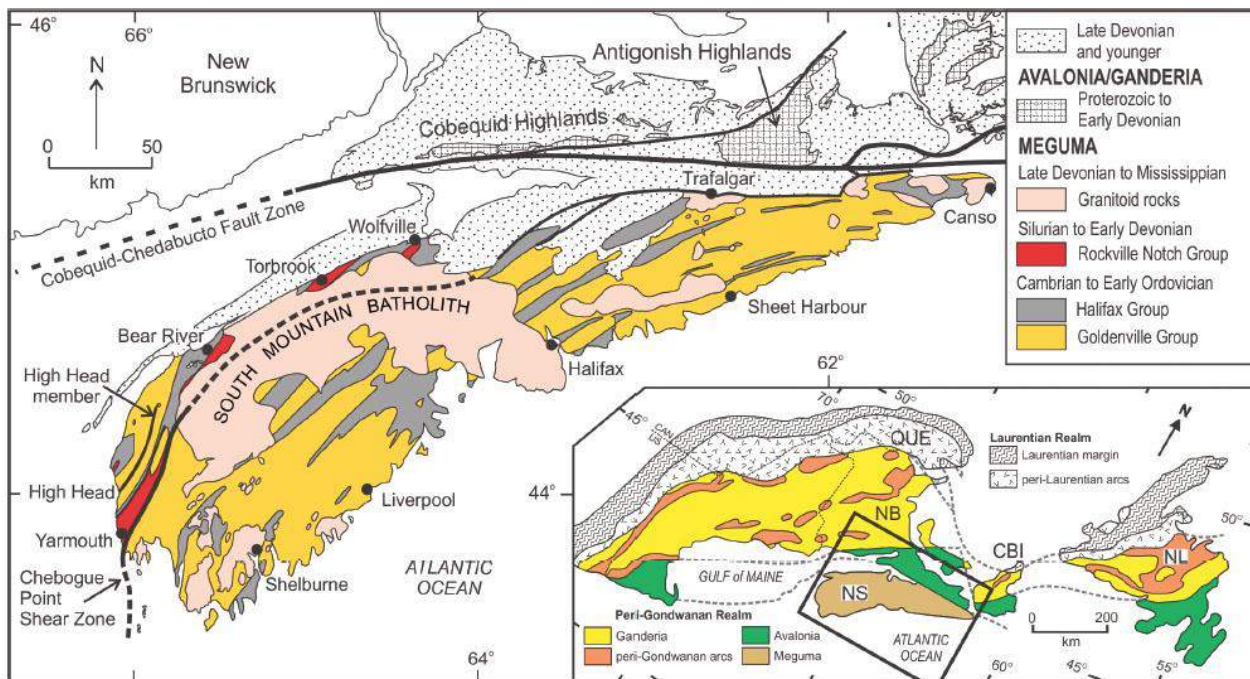 46°
66°
N
New
Brunswick
0 50
km
Antigonish Highlands
Cobequid Highlands
Cobequid-Chedabucto Fault Zone
Trafalgar
Canso
Wolfville
Torbrook
Sheet Harbour
Bear River
SOUTH MOUNTAIN BATHOLITH
Halifax
High Head
member
High Head
Liverpool
Yarmouth
Shelburne
Chebogue
Point
Shear Zone
ATLANTIC
OCEAN
64°
62°
44°
Late Devonian
and younger
AVALONIA/GANDERIA
Proterozoic to
Early Devonian
MEGUMA
Late Devonian to Mississippian
Granitoid rocks
Silurian to Early Devonian
Rockville Notch Group
Cambrian to Early Ordovician
Halifax Group
Goldenville Group
70°
50°
45°
CAN
US
QUE
N
Laurentian Realm
Laurentian margin
peri-Laurentian arcs
50°
NB
CBI
NL
GULF of MAINE
NS
Peri-Gondwanan Realm
Ganderia
Avalonia
peri-Gondwanan arcs
Meguma
ATLANTIC
OCEAN
0 200
km
60°
45°
55°